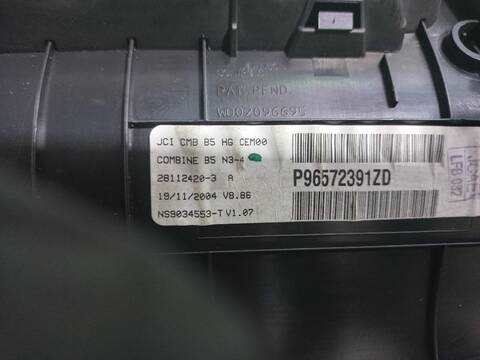 PAT PEND.
JCI CMB B5 HG CEM00
COMBINE B5 N3-4
28112420-3 A
19/11/2004 V8.86
NS9034553-T V1.07
P96572391ZD